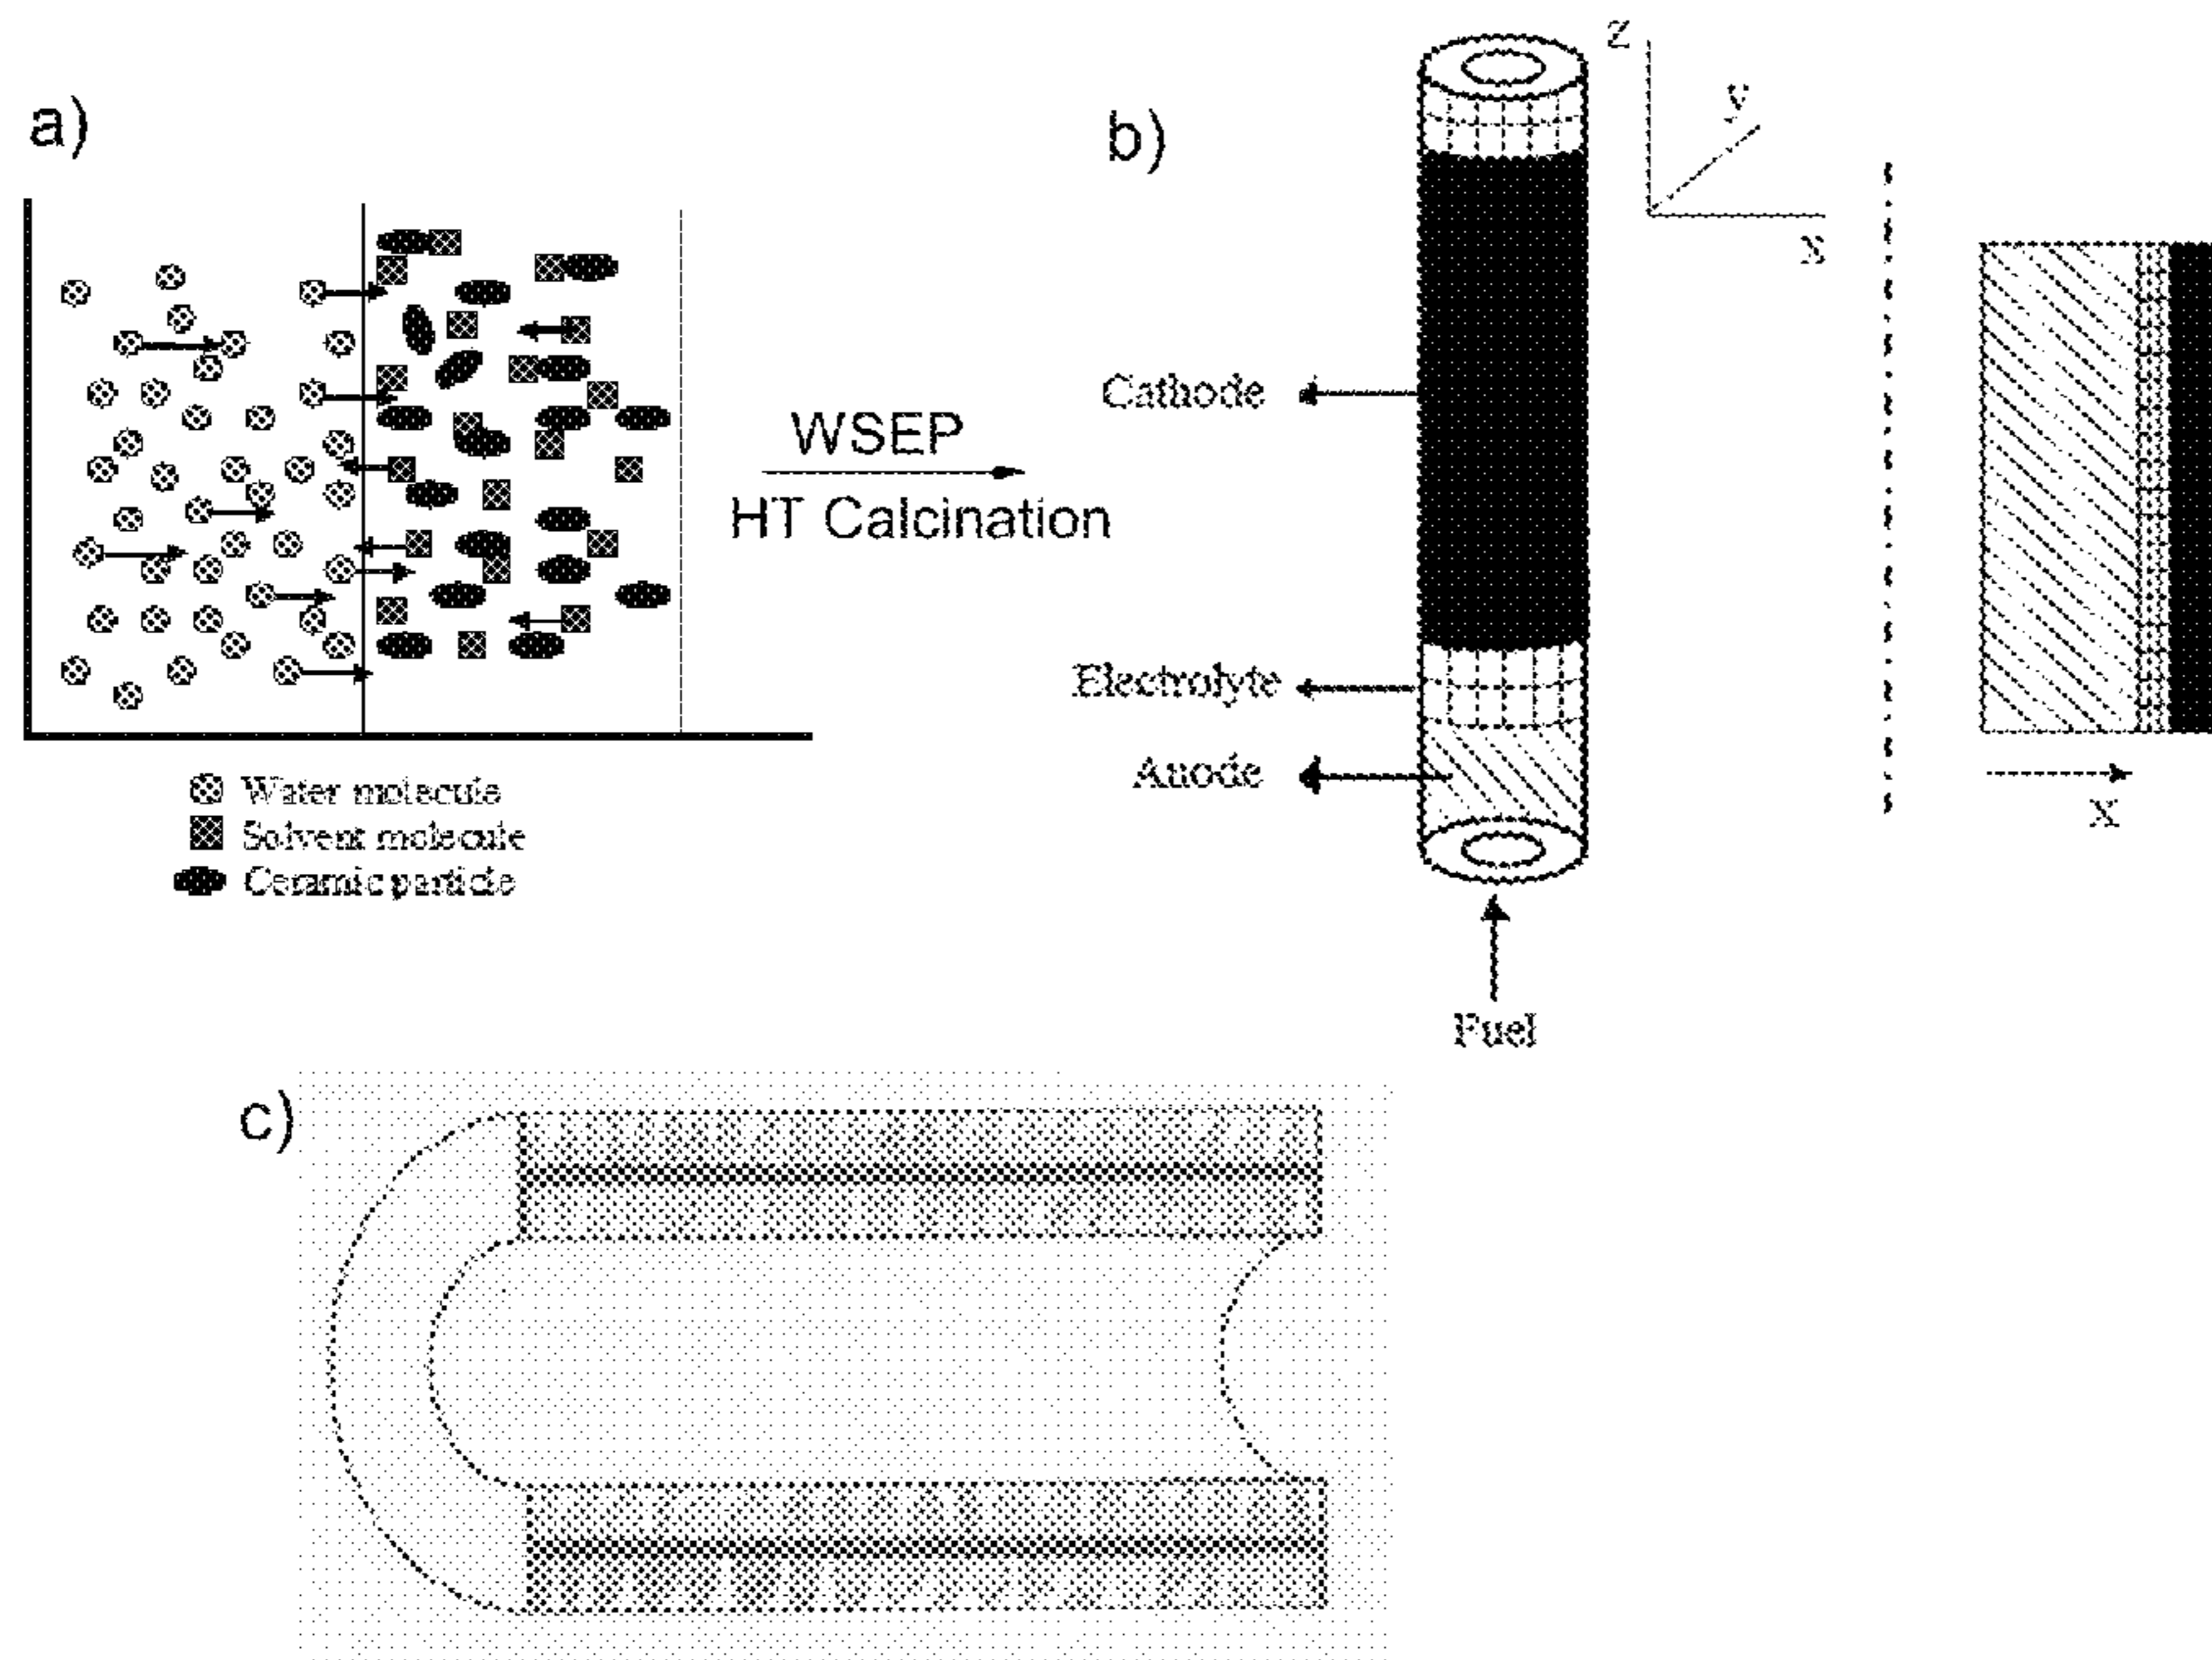 a)
WSEP
HT Calcination
Water molecule
Solvent molecule
Ceramic particle
b)
z
y
x
Cathode
Electrolyte
Anode
Fuel
X
c)